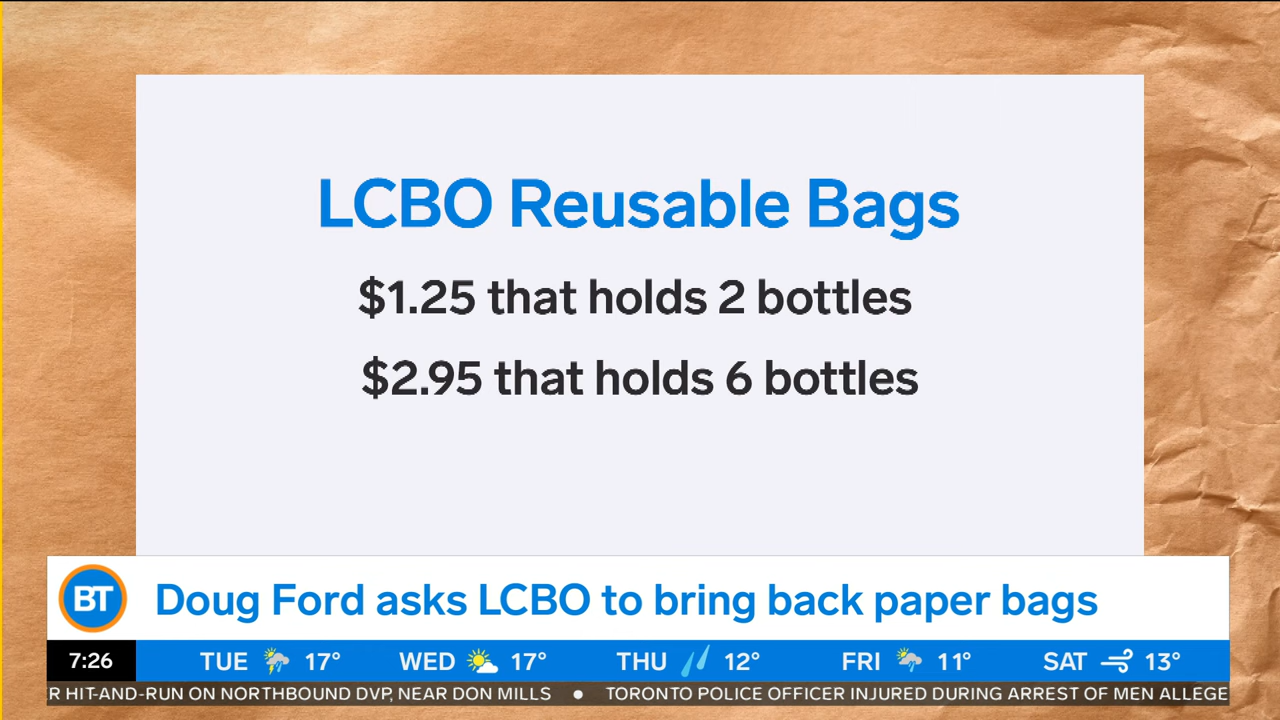 LCBO Reusable Bags
$1.25 that holds 2 bottles
$2.95 that holds 6 bottles
BT Doug Ford asks LCBO to bring back paper bags
7:26 TUE 17° WED 17° THU 12° FRI 11° SAT 13°
R HIT-AND-RUN ON NORTHBOUND DVP, NEAR DON MILLS ● TORONTO POLICE OFFICER INJURED DURING ARREST OF MEN ALLEGE